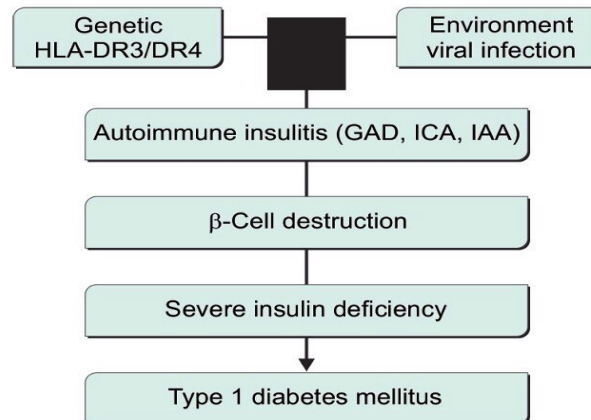 Genetic
HLA-DR3/DR4
Environment
viral infection
Autoimmune insulitis (GAD, ICA, IAA)
β-Cell destruction
Severe insulin deficiency
Type 1 diabetes mellitus